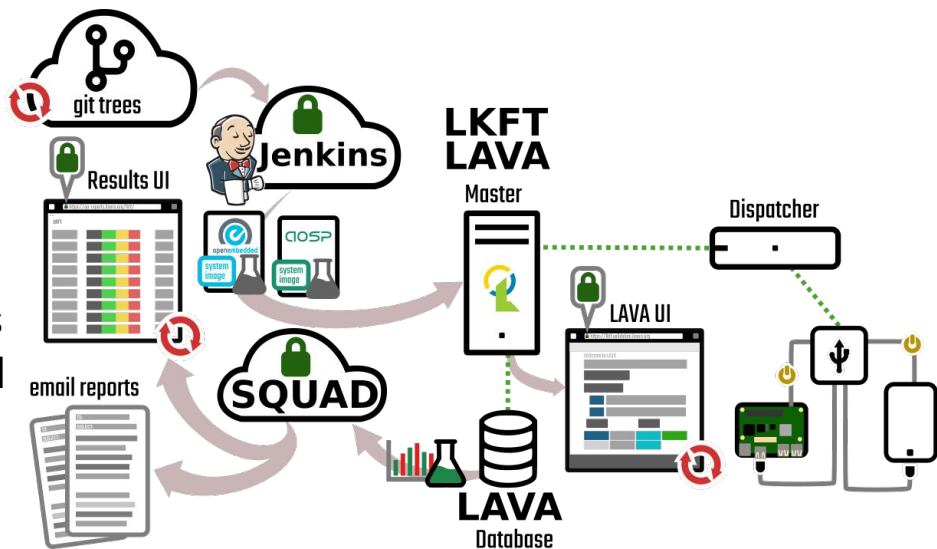 git trees
Jenkins
Results UI
openembedded
system
image
aosp
system
image
LKFT
LAVA
Master
Dispatcher
LAVA UI
SQUAD
email reports
LAVA
Database